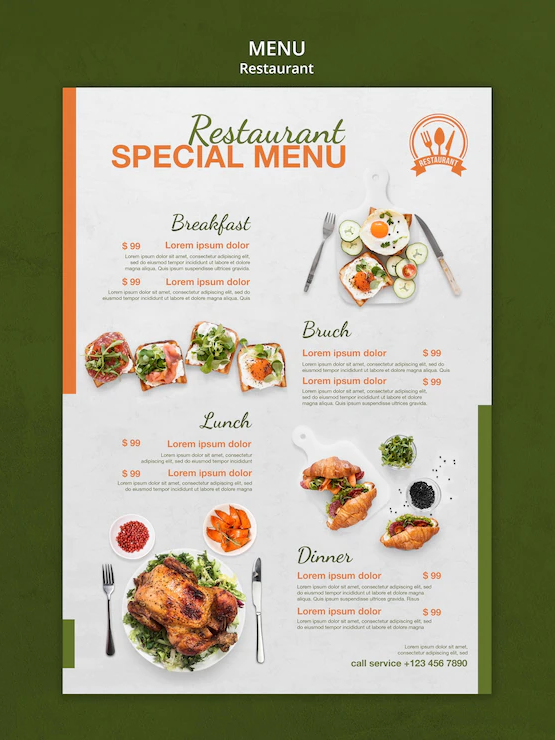 MENU
Restaurant
Restaurant
SPECIAL MENU
RESTAURANT
Breakfast
$ 99 Lorem ipsum dolor
Lorem ipsum dolor sit amet, consectetur adipiscing elit,
sed do eiusmod tempor incididunt ut labore et dolore
magna aliqua. Quis ipsum suspendisse ultrices gravida.
$ 99 Lorem ipsum dolor
Lorem ipsum dolor sit amet, consectetur adipiscing elit, sed do
eiusmod tempor incididunt ut labore et dolore magna aliqua. Quis
Bruch
Lorem ipsum dolor $ 99
Lorem ipsum dolor sit amet, consectetur adipiscing elit, sed
do eiusmod tempor incididunt ut labore et dolore magna aliqua. Quis
Lorem ipsum dolor $ 99
Lorem ipsum dolor sit amet, consectetur adipiscing elit, sed
do eiusmod tempor incididunt ut labore et dolore
magna aliqua. Quis ipsum suspendisse ultrices gravida.
Lunch
$ 99 Lorem ipsum dolor
Lorem ipsum dolor sit amet, consectetur
adipiscing elit, sed do eiusmod tempor incididunt ut
$ 99 Lorem ipsum dolor
Lorem ipsum dolor sit amet, consectetur adipiscing elit, sed
do eiusmod tempor incididunt ut labore et dolore magna
Dinner
Lorem ipsum dolor $ 99
Lorem ipsum dolor sit amet, consectetur adipiscing elit, sed
do eiusmod tempor incididunt ut labore et dolore magna
aliqua. Quis ipsum suspendisse ultrices gravida. Risus
Lorem ipsum dolor $ 99
Lorem ipsum dolor sit amet, consectetur adipiscing elit, sed do
eiusmod tempor incididunt ut labore et dolore magna
Lorem ipsum dolor sit amet,
consectetur adipiscing elit, sed
call service +123 456 7890